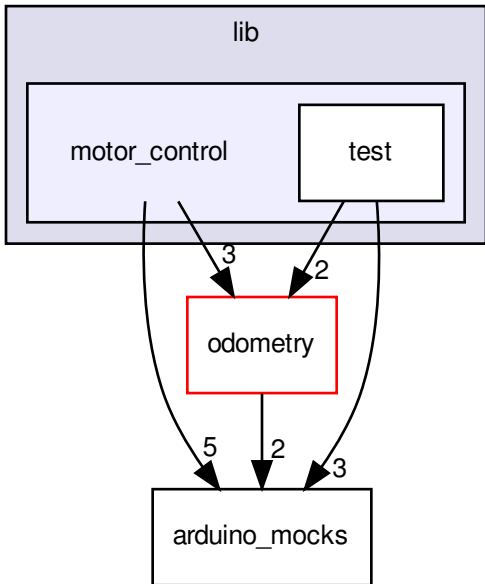 lib
motor_control
test
3
2
odometry
5
2
3
arduino_mocks